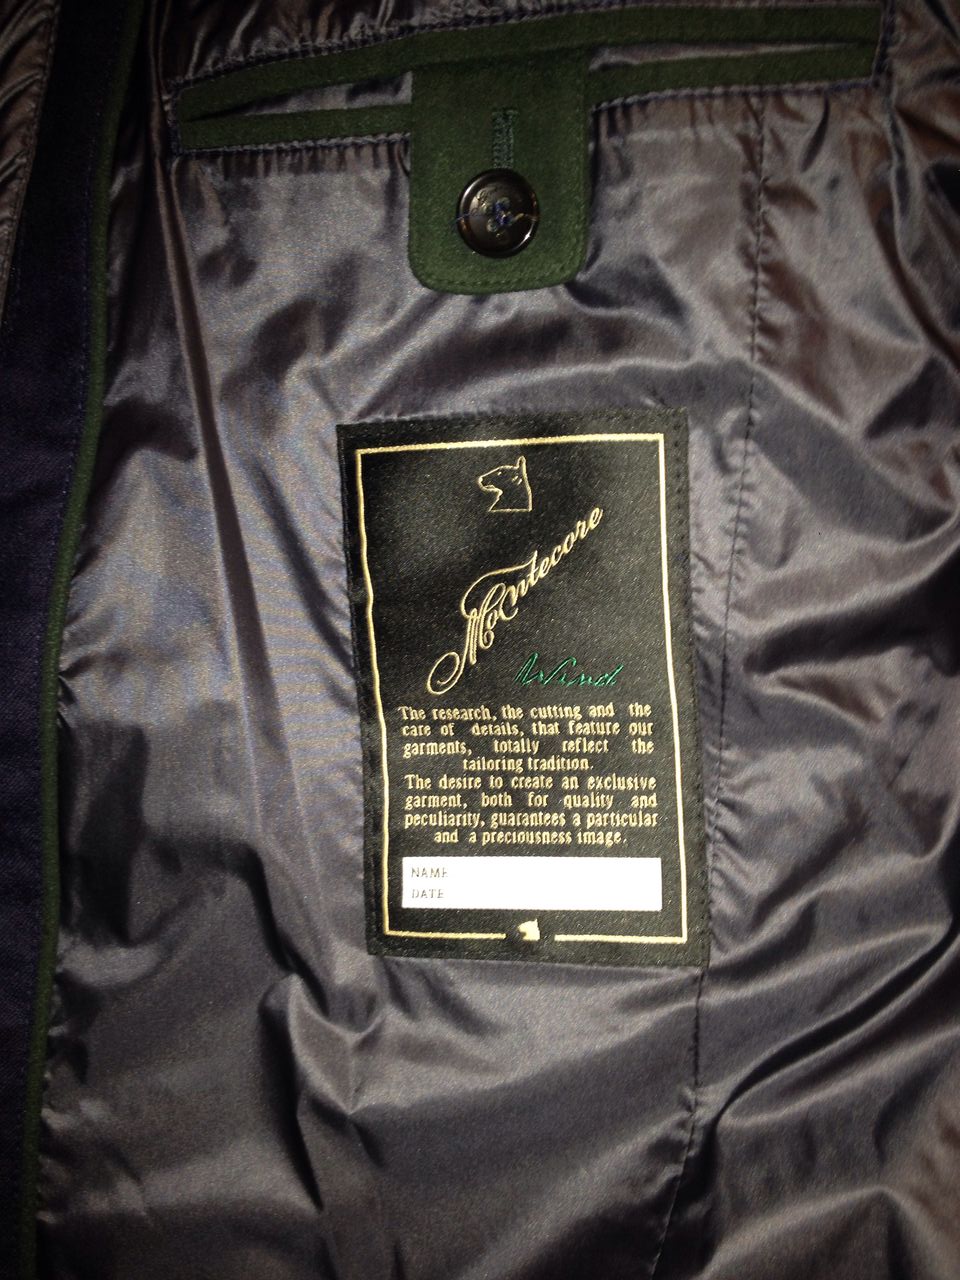 Montecore
The research, the cutting and the
care of details, that feature our
garments, totally reflect the
tailoring tradition.
The desire to create an exclusive
garment, both for quality and
peculiarity, guarantees a particular
and a preciousness image.
NAME
DATE